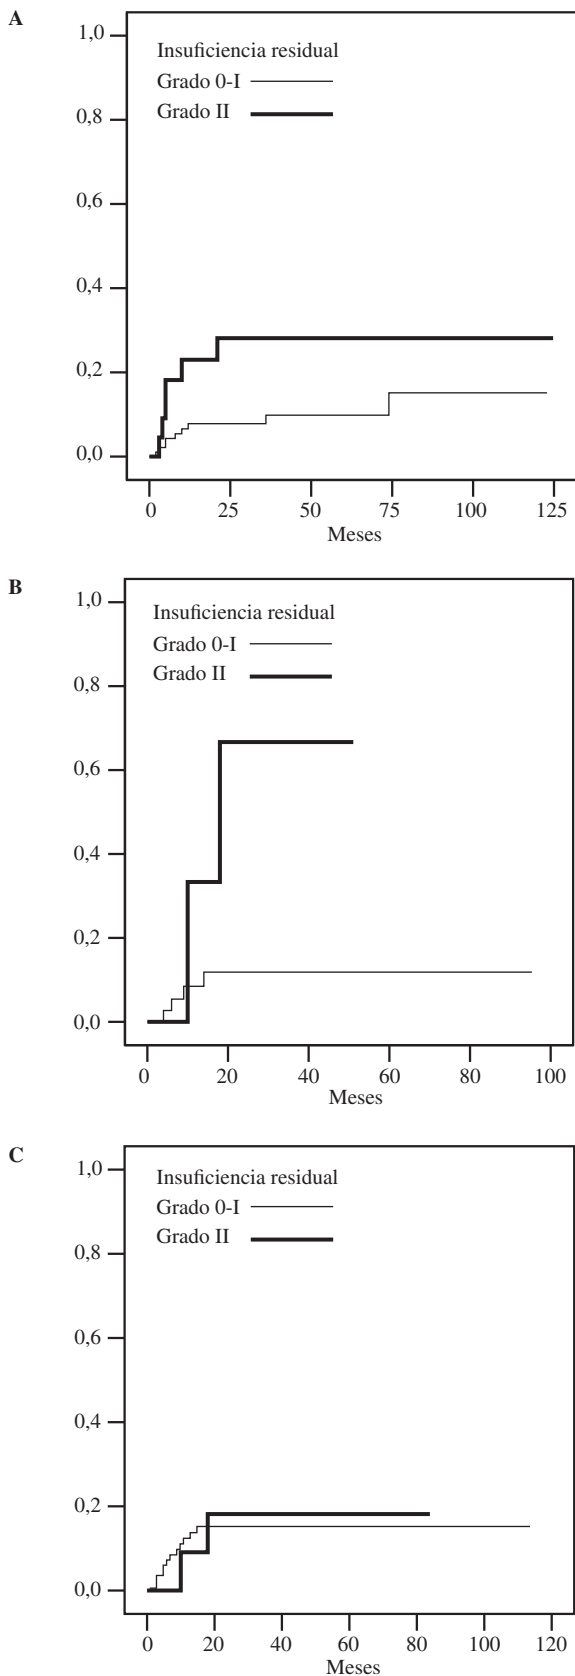 A
1,0
Insuficiencia residual
Grado 0-I
Grado II
0,8
0,6
0,4
0,2
0,0
0 25 50 75 100 125
Meses
B
1,0
Insuficiencia residual
Grado 0-I
Grado II
0,8
0,6
0,4
0,2
0,0
0 20 40 60 80 100
Meses
C
1,0
Insuficiencia residual
Grado 0-I
Grado II
0,8
0,6
0,4
0,2
0,0
0 20 40 60 80 100 120
Meses